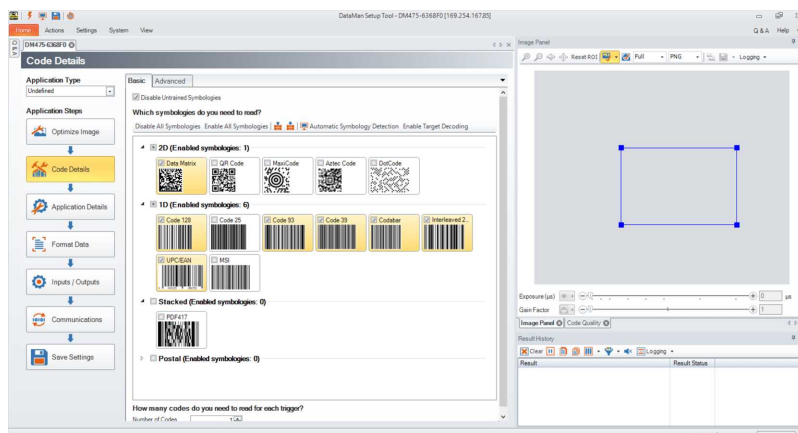 DataMan Setup Tool - DM475-6368F0 [169.254.167.85]
Home Actions Settings System View Q & A Help
Q & A
DM475-6368F0
Code Details
Application Type
Undefined
Application Steps
Optimize Image
Code Details
Application Details
Format Data
Inputs / Outputs
Communications
Save Settings
Basic Advanced
Disable Untrained Symbologies
Which symbologies do you need to read?
Disable All Symbologies Enable All Symbologies Automatic Symbology Detection Enable Target Decoding
2D (Enabled symbologies: 1)
Data Matrix QR Code MaxiCode Aztec Code DotCode
1D (Enabled symbologies: 6)
Code 128 Code 25 Code 93 Code 39 Codabar Interleaved 2...
UPC/EAN MSI
Stacked (Enabled symbologies: 0)
PDF417
Postal (Enabled symbologies: 0)
How many codes do you need to read for each trigger?
Number of Codes 1
Image Panel
Reset ROI Full PNG Logging
Exposure (µs) 0 µs
Gain Factor 1
Image Panel Code Quality
Result History
Clear Logging
Result Result Status